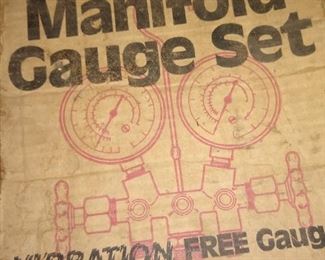 Manifold
Gauge Set
VIBRATION FREE Gaug